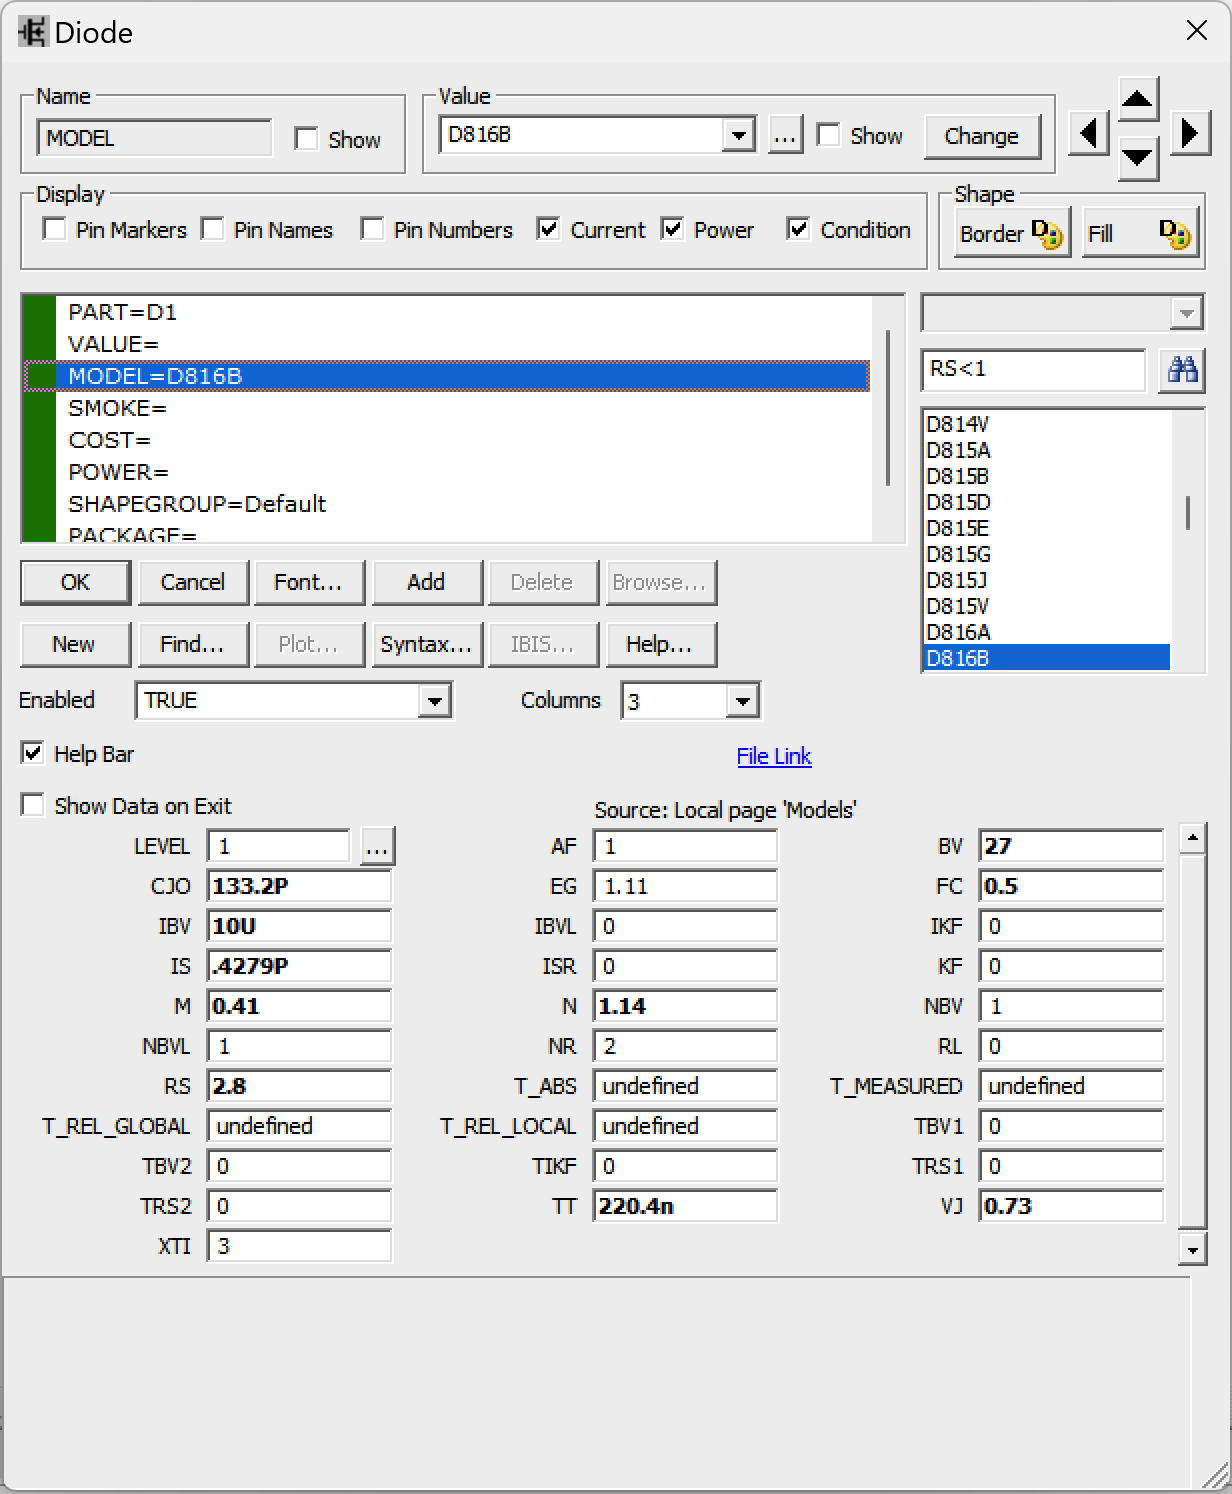 Diode
Name
MODEL
Show
Value
D816B
...
Show
Change
Display
Pin Markers
Pin Names
Pin Numbers
Current
Power
Condition
Shape
Border
Fill
PART=D1
VALUE=
MODEL=D816B
SMOKE=
COST=
POWER=
SHAPEGROUP=Default
PACKAGE=
RS<1
D814V
D815A
D815B
D815D
D815E
D815G
D815J
D815V
D816A
D816B
OK Cancel Font... Add Delete Browse...
New Find... Plot... Syntax... IBIS... Help...
Enabled TRUE Columns 3
Help Bar
File Link
Show Data on Exit
Source: Local page 'Models'
LEVEL 1 ... AF 1 BV 27
CJO 133.2P EG 1.11 FC 0.5
IBV 10U IBVL 0 IKF 0
IS .4279P ISR 0 KF 0
M 0.41 N 1.14 NBV 1
NBVL 1 NR 2 RL 0
RS 2.8 T_ABS undefined T_MEASURED undefined
T_REL_GLOBAL undefined T_REL_LOCAL undefined TBV1 0
TBV2 0 TIKF 0 TRS1 0
TRS2 0 TT 220.4n VJ 0.73
XTI 3